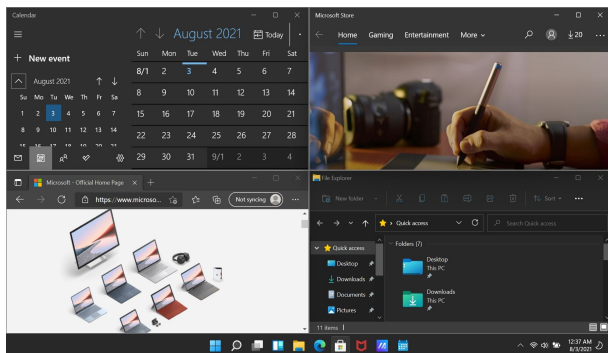 Calendar
August 2021
Today
New event
Sun Mon Tue Wed Thu Fri Sat
8/1 2 3 4 5 6 7
8 9 10 11 12 13 14
15 16 17 18 19 20 21
22 23 24 25 26 27 28
29 30 31 9/1 2 3 4
August 2021
Su Mo Tu We Th Fr Sa
1 2 3 4 5 6 7
8 9 10 11 12 13 14
Microsoft Store
Home Gaming Entertainment More
20
Microsoft - Official Home Page
https://www.microso...
Not syncing
File Explorer
New folder
Sort
Quick access
Search Quick access
Quick access
Desktop
Downloads
Documents
Pictures
Folders (7)
Desktop
This PC
Downloads
This PC
11 items
12:37 AM
8/3/2021